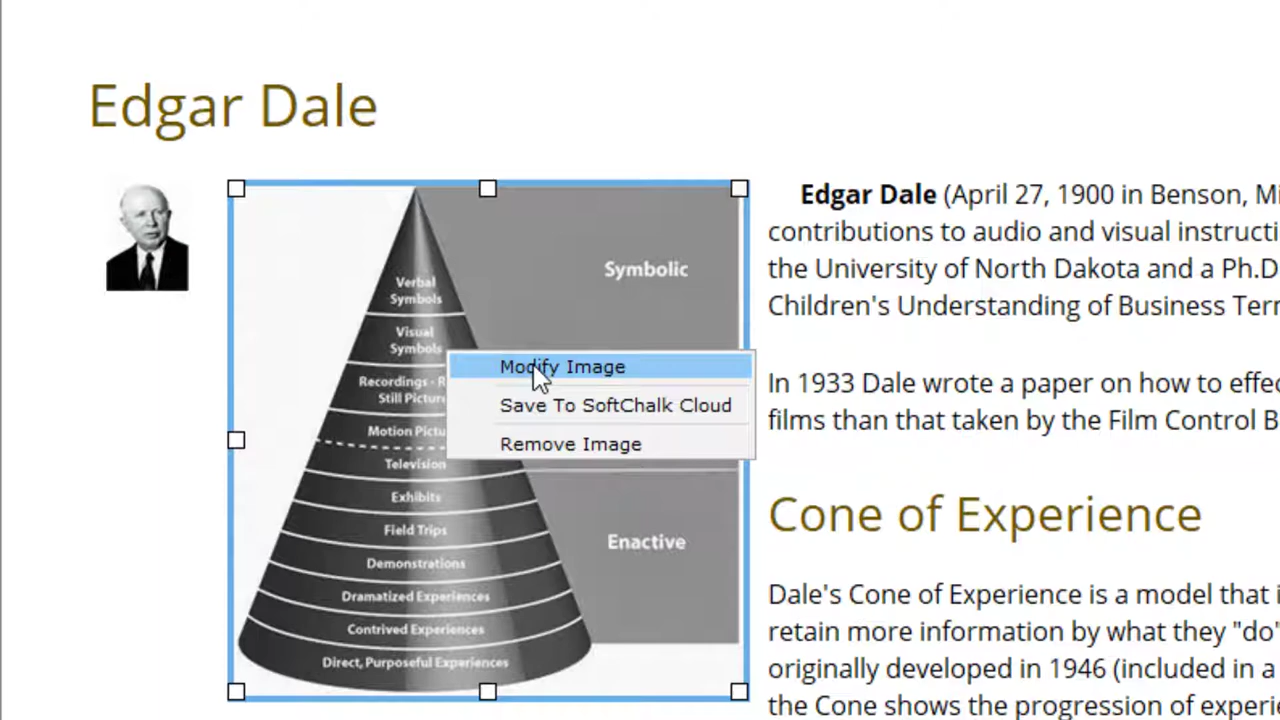 Edgar Dale
Verbal
Symbols
Visual
Symbols
Recordings - R
Still Pictur
Motion Pictu
Television
Exhibits
Field Trips
Demonstrations
Dramatized Experiences
Contrived Experiences
Direct, Purposeful Experiences
Symbolic
Enactive
Modify Image
Save To SoftChalk Cloud
Remove Image
Edgar Dale (April 27, 1900 in Benson, Mi
contributions to audio and visual instructi
the University of North Dakota and a Ph.D
Children's Understanding of Business Terr
In 1933 Dale wrote a paper on how to effec
films than that taken by the Film Control B
Cone of Experience
Dale's Cone of Experience is a model that i
retain more information by what they "do"
originally developed in 1946 (included in a
the Cone shows the progression of experie